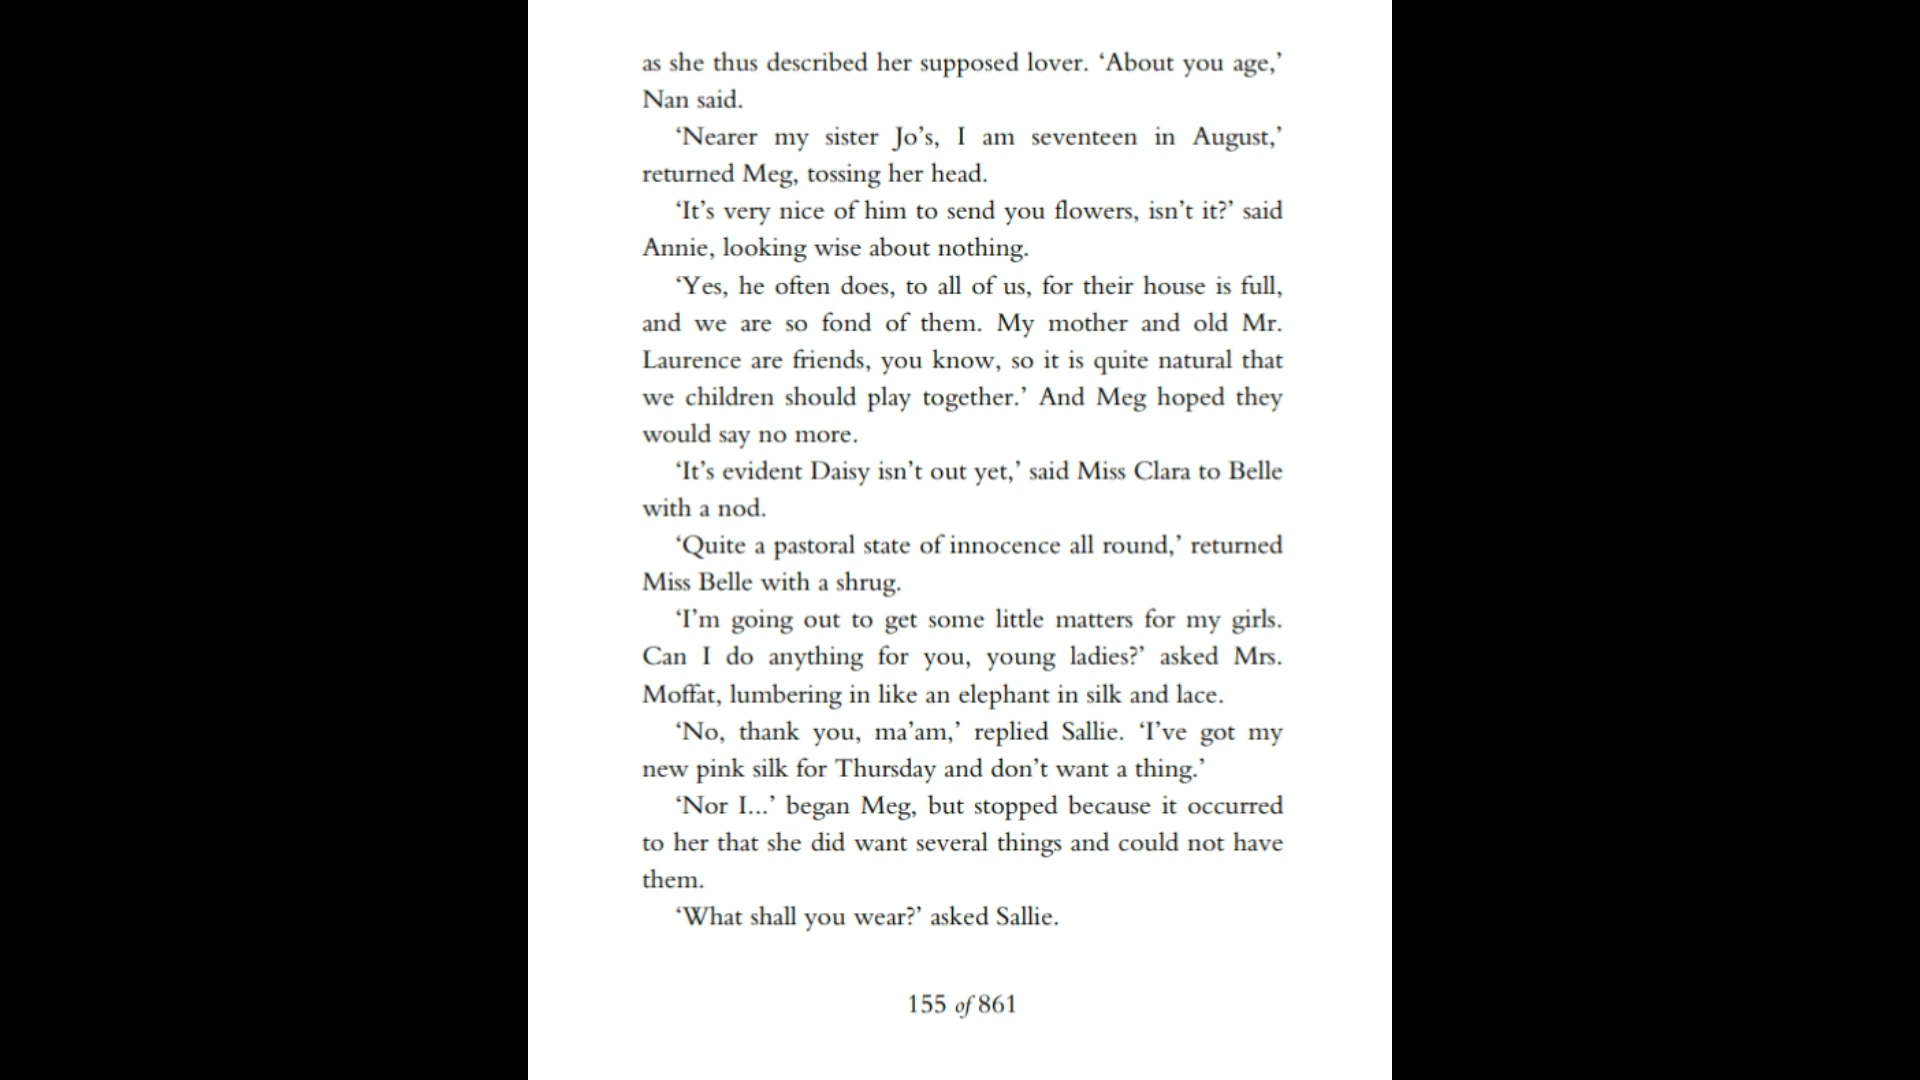 as she thus described her supposed lover. ‘About you age,’
Nan said.
‘Nearer my sister Jo’s, I am seventeen in August,’
returned Meg, tossing her head.
‘It’s very nice of him to send you flowers, isn’t it?’ said
Annie, looking wise about nothing.
‘Yes, he often does, to all of us, for their house is full,
and we are so fond of them. My mother and old Mr.
Laurence are friends, you know, so it is quite natural that
we children should play together.’ And Meg hoped they
would say no more.
‘It’s evident Daisy isn’t out yet,’ said Miss Clara to Belle
with a nod.
‘Quite a pastoral state of innocence all round,’ returned
Miss Belle with a shrug.
‘I’m going out to get some little matters for my girls.
Can I do anything for you, young ladies?’ asked Mrs.
Moffat, lumbering in like an elephant in silk and lace.
‘No, thank you, ma’am,’ replied Sallie. ‘I’ve got my
new pink silk for Thursday and don’t want a thing.’
‘Nor I...’ began Meg, but stopped because it occurred
to her that she did want several things and could not have
them.
‘What shall you wear?’ asked Sallie.
155 of 861